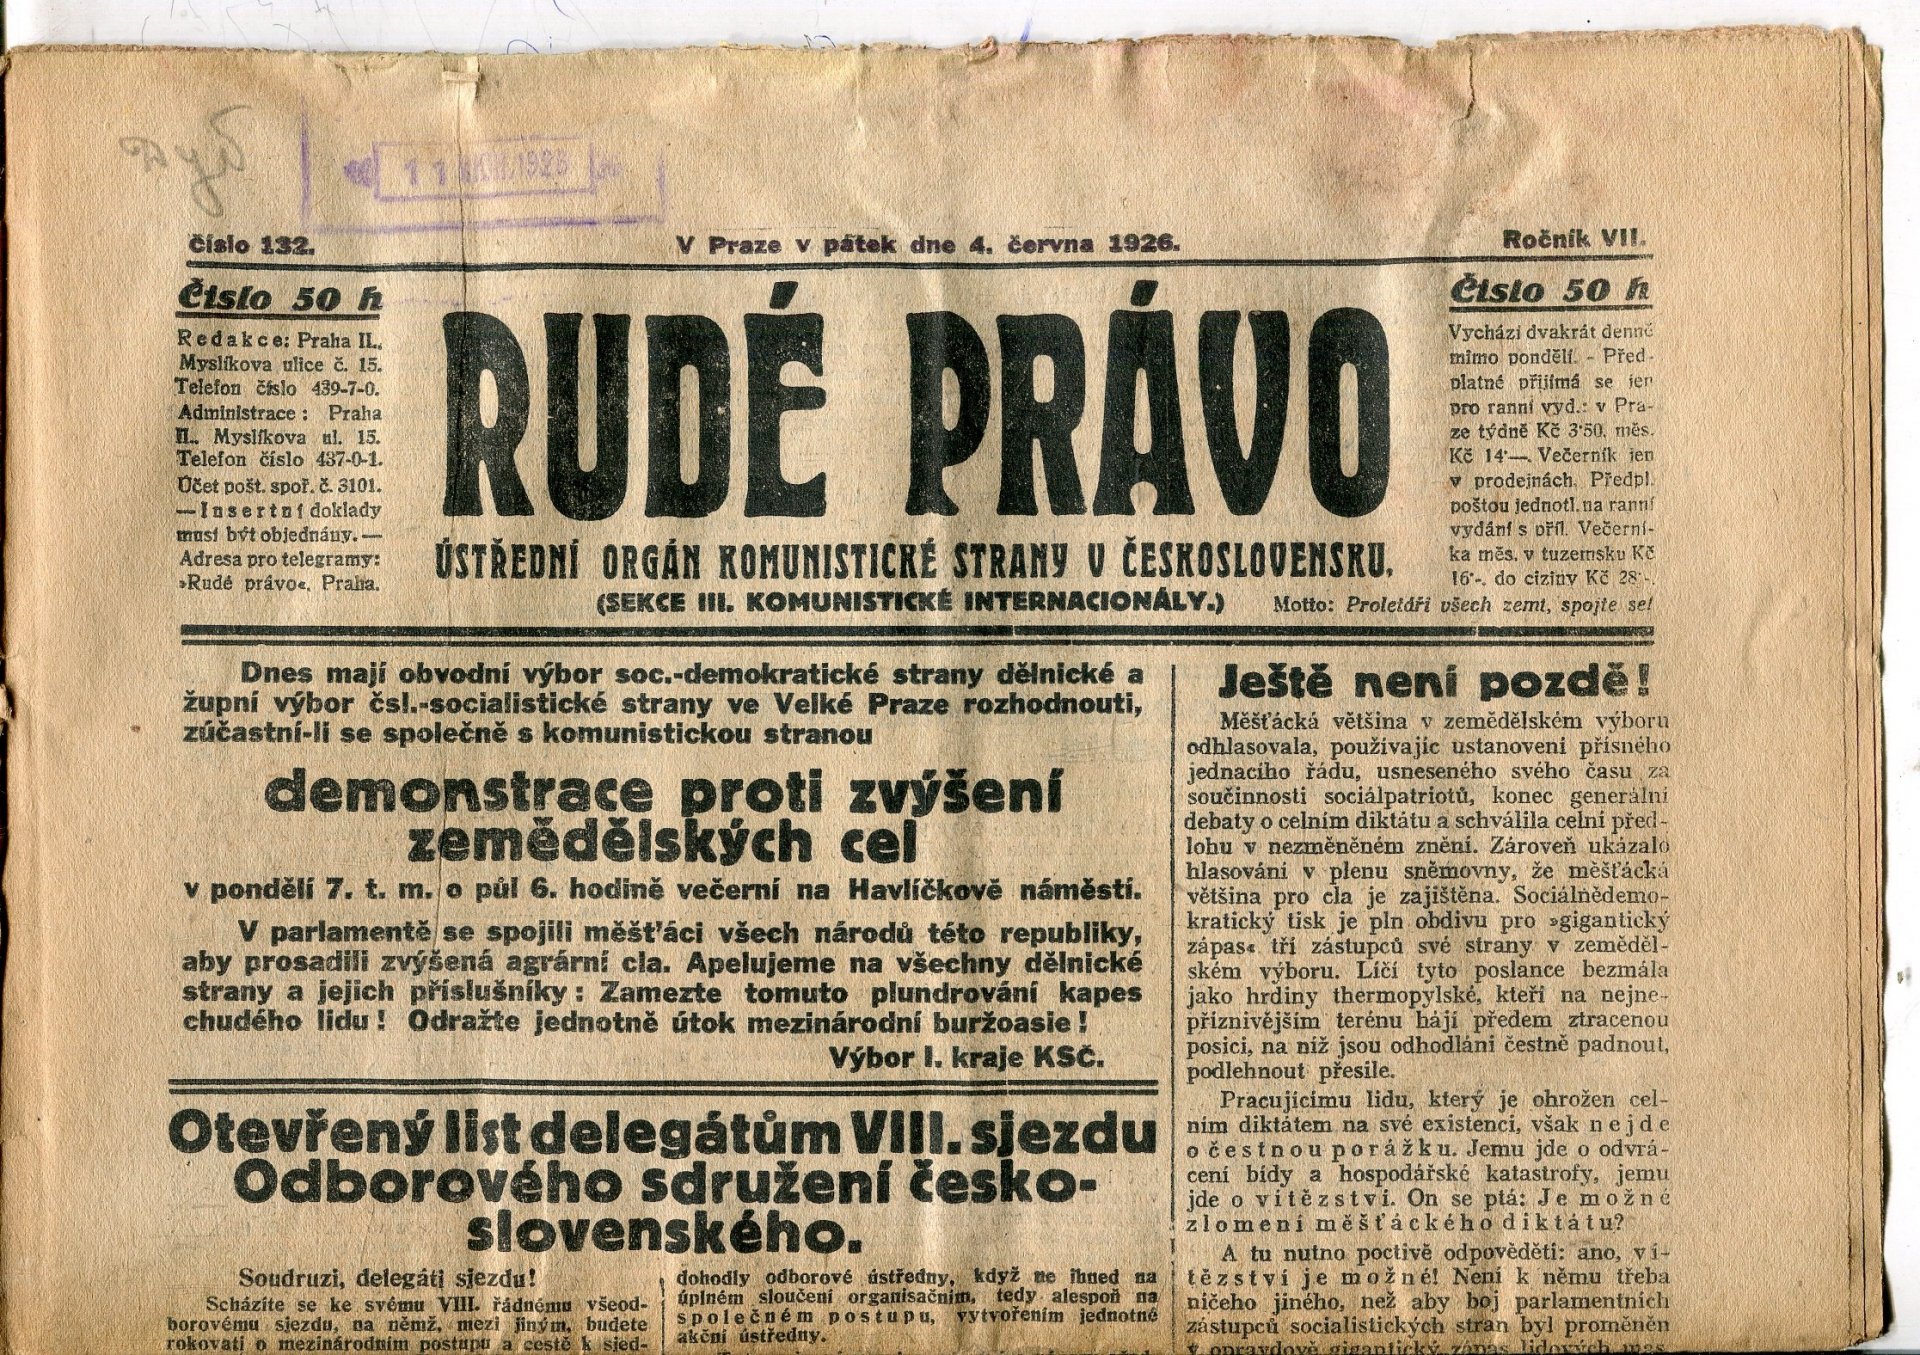 číslo 132.
V Praze v pátek dne 4. června 1926.
Ročník VII.
Číslo 50 h
Redakce: Praha II.,
Myslíkova ulice č. 15.
Telefon číslo 439-7-0.
Administrace: Praha
II., Myslíkova ul. 15.
Telefon číslo 437-0-1.
Účet pošt. spoř. č. 3101.
— Insertní doklady
musí být objednány. —
Adresa pro telegramy:
»Rudé právo«, Praha.
RUDÉ PRÁVO
ÚSTŘEDNÍ ORGÁN KOMUNISTICKÉ STRANY V ČESKOSLOVENSKU,
(SEKCE III. KOMUNISTICKÉ INTERNACIONÁLY.)
Motto: Proletáři všech zemí, spojte se!
Číslo 50 h
Vychází dvakrát denně
mimo pondělí. - Před-
platné přijímá se jen
pro ranní vyd.: v Pra-
ze týdně Kč 3·50, měs.
Kč 14·—. Večerník jen
v prodejnách. Předpl.
poštou jednotl. na ranní
vydání s příl. Večerní-
ka měs. v tuzemsku Kč
16·-, do ciziny Kč 28·-.
Dnes mají obvodní výbor soc.-demokratické strany dělnické a
župní výbor čsl.-socialistické strany ve Velké Praze rozhodnouti,
zúčastní-li se společně s komunistickou stranou
demonstrace proti zvýšení
zemědělských cel
v pondělí 7. t. m. o půl 6. hodině večerní na Havlíčkově náměstí.
V parlamentě se spojili měšťáci všech národů této republiky,
aby prosadili zvýšená agrární cla. Apelujeme na všechny dělnické
strany a jejich příslušníky: Zamezte tomuto plundrování kapes
chudého lidu! Odražte jednotně útok mezinárodní buržoasie!
Výbor I. kraje KSČ.
Otevřený list delegátům VIII. sjezdu
Odborového sdružení česko-
slovenského.
Soudruzi, delegáti sjezdu!
Scházíte se ke svému VIII. řádnému všeod-
borovému sjezdu, na němž, mezi jiným, budete
rokovati o mezinárodním postupu a cestě k sjed-
dohodly odborové ústředny, když ne ihned na
úplném sloučení organisačním, tedy alespoň na
společném postupu, vytvořením jednotné
akční ústředny.
Ještě není pozdě!
Měšťácká většina v zemědělském výboru
odhlasovala, používajíc ustanovení přísného
jednacího řádu, usneseného svého času za
součinnosti sociálpatriotů, konec generální
debaty o celním diktátu a schválila celní před-
lohu v nezměněném znění. Zároveň ukázalo
hlasování v plenu sněmovny, že měšťácká
většina pro cla je zajištěna. Sociálnědemo-
kratický tisk je pln obdivu pro »gigantický
zápas« tří zástupců své strany v zeměděl-
ském výboru. Líčí tyto poslance bezmála
jako hrdiny thermopylské, kteří na nejne-
příznivějším terénu hájí předem ztracenou
posici, na níž jsou odhodláni čestně padnout,
podlehnout přesile.
Pracujícímu lidu, který je ohrožen cel-
ním diktátem na své existenci, však nejde
o čestnou porážku. Jemu jde o odvrá-
cení bídy a hospodářské katastrofy, jemu
jde o vítězství. On se ptá: Je možné
zlomení měšťáckého diktátu?
A tu nutno poctivě odpověděti: ano, ví-
tězství je možné! Není k němu třeba
ničeho jiného, než aby boj parlamentních
zástupců socialistických stran byl proměněn
v opravdově gigantický zápas lidových mas,